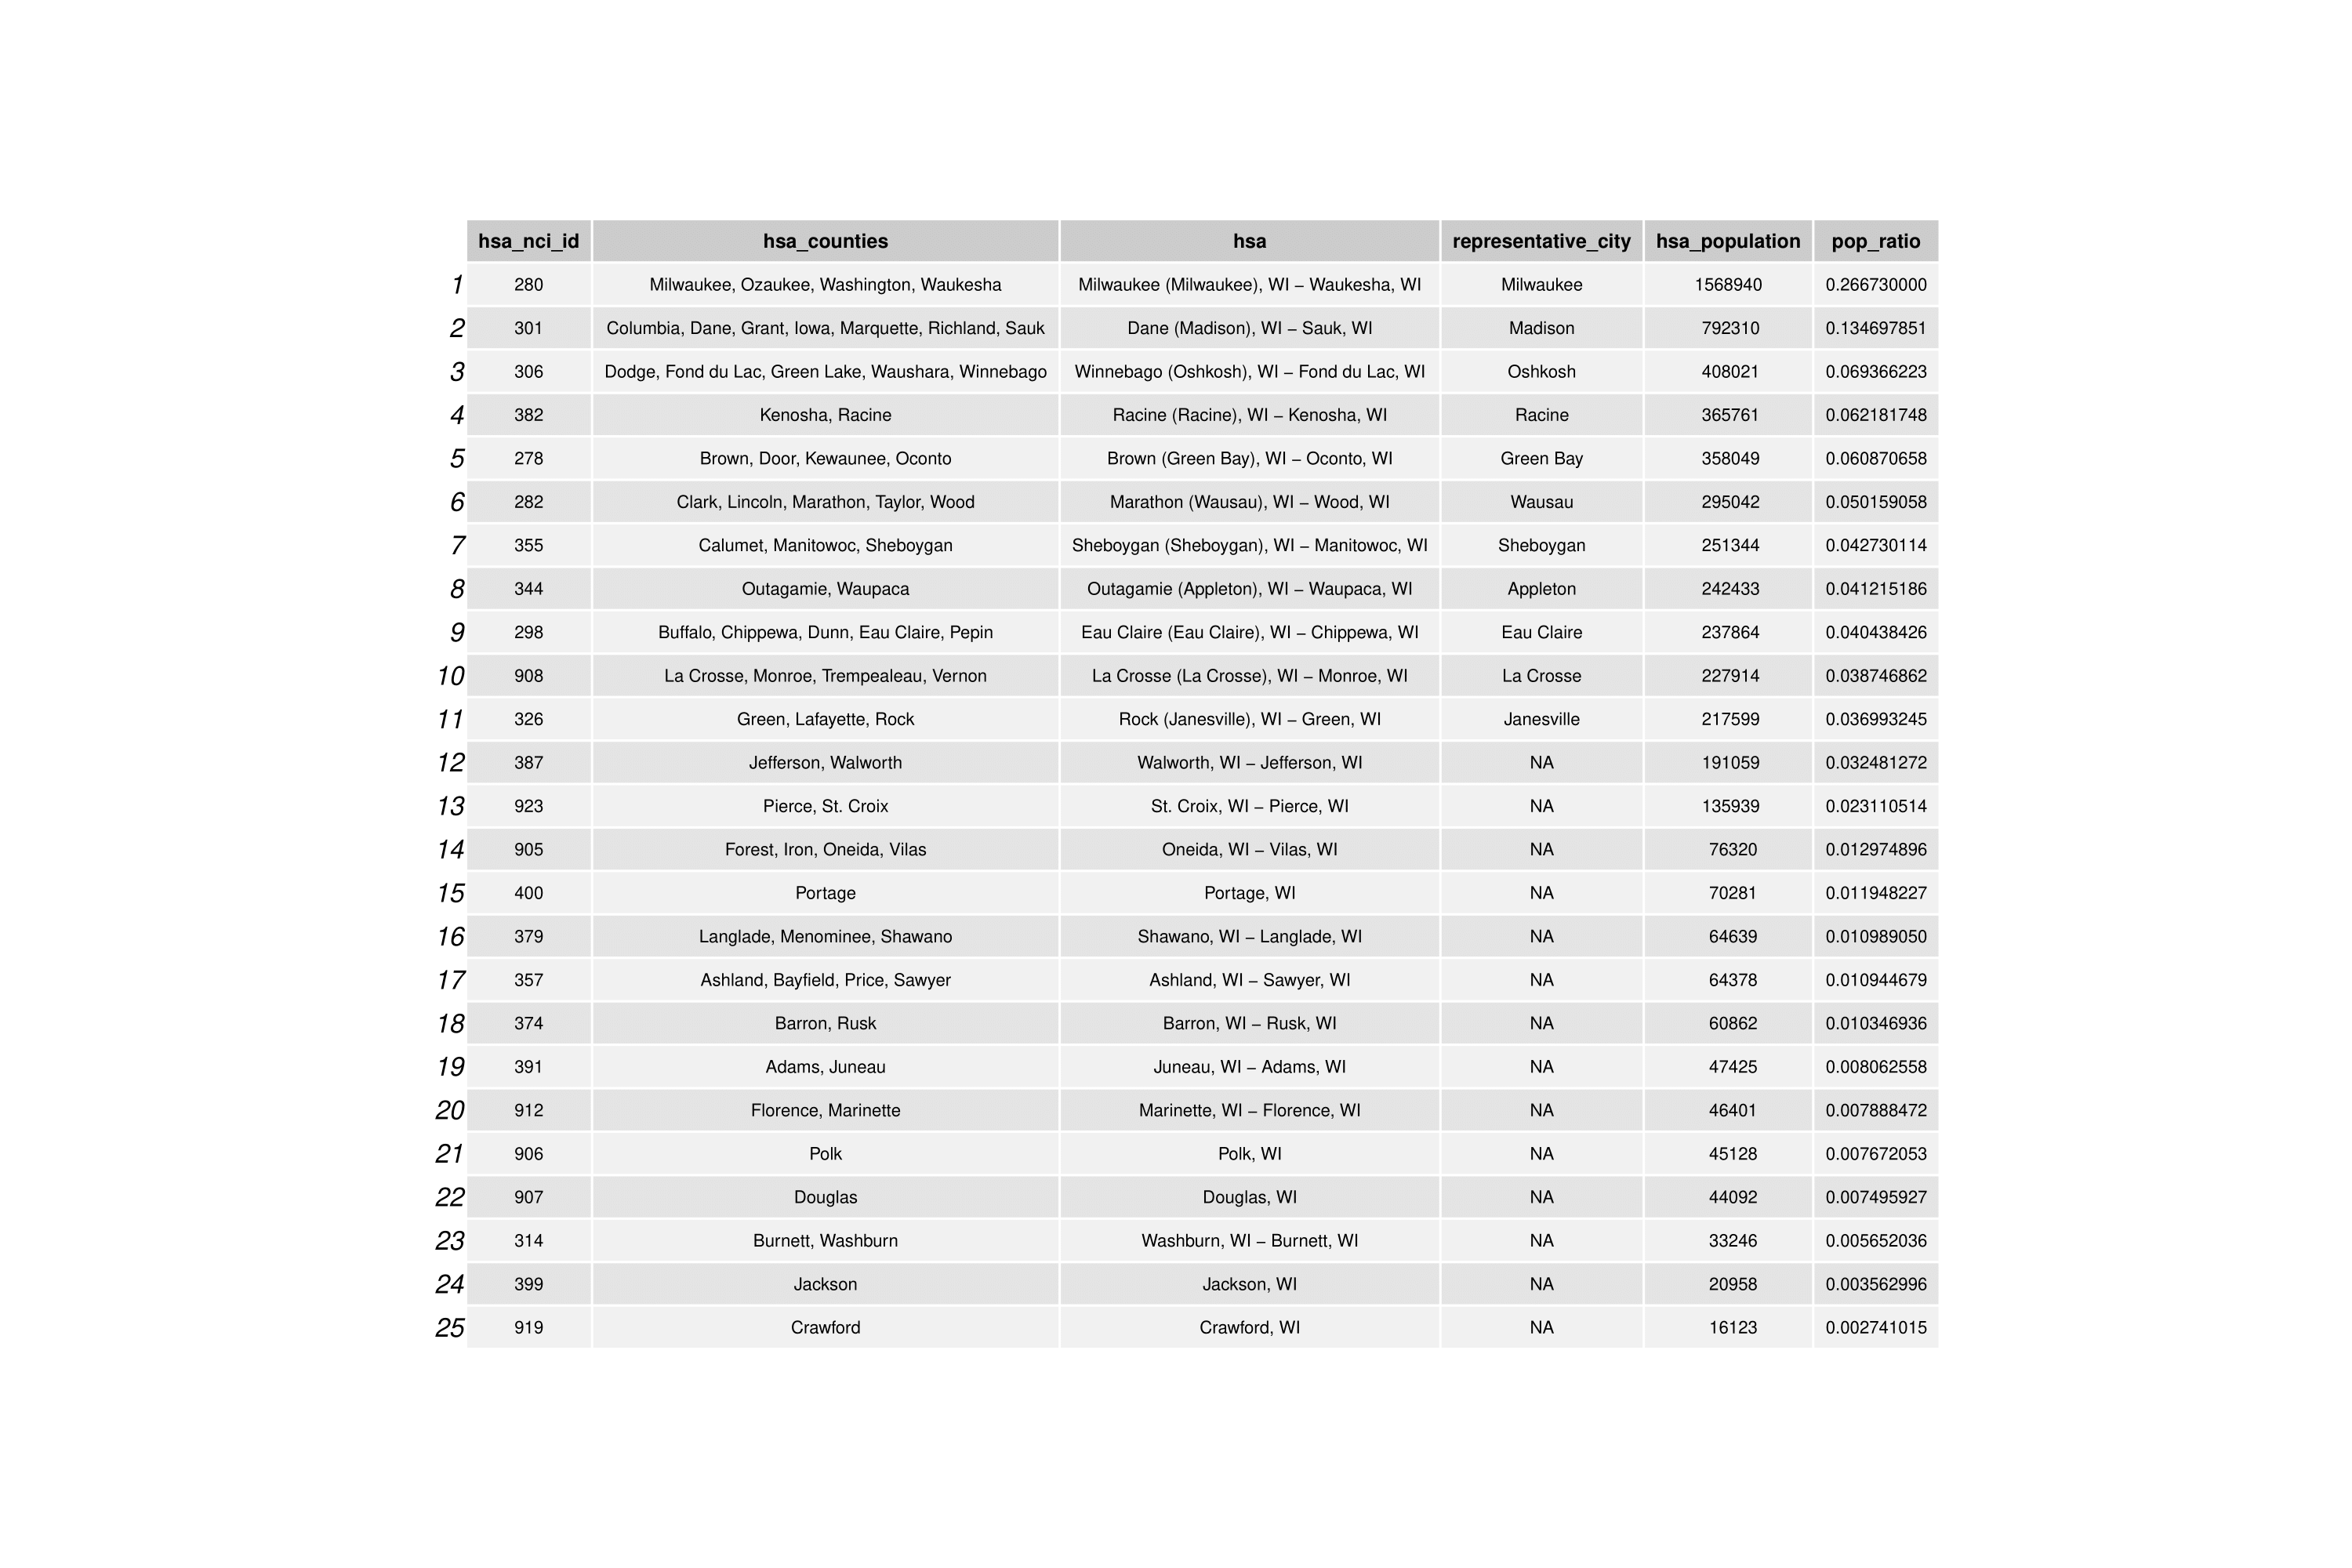 hsa_nci_id hsa_counties hsa representative_city hsa_population pop_ratio
1 280 Milwaukee, Ozaukee, Washington, Waukesha Milwaukee (Milwaukee), WI − Waukesha, WI Milwaukee 1568940 0.266730000
2 301 Columbia, Dane, Grant, Iowa, Marquette, Richland, Sauk Dane (Madison), WI − Sauk, WI Madison 792310 0.134697851
3 306 Dodge, Fond du Lac, Green Lake, Waushara, Winnebago Winnebago (Oshkosh), WI − Fond du Lac, WI Oshkosh 408021 0.069366223
4 382 Kenosha, Racine Racine (Racine), WI − Kenosha, WI Racine 365761 0.062181748
5 278 Brown, Door, Kewaunee, Oconto Brown (Green Bay), WI − Oconto, WI Green Bay 358049 0.060870658
6 282 Clark, Lincoln, Marathon, Taylor, Wood Marathon (Wausau), WI − Wood, WI Wausau 295042 0.050159058
7 355 Calumet, Manitowoc, Sheboygan Sheboygan (Sheboygan), WI − Manitowoc, WI Sheboygan 251344 0.042730114
8 344 Outagamie, Waupaca Outagamie (Appleton), WI − Waupaca, WI Appleton 242433 0.041215186
9 298 Buffalo, Chippewa, Dunn, Eau Claire, Pepin Eau Claire (Eau Claire), WI − Chippewa, WI Eau Claire 237864 0.040438426
10 908 La Crosse, Monroe, Trempealeau, Vernon La Crosse (La Crosse), WI − Monroe, WI La Crosse 227914 0.038746862
11 326 Green, Lafayette, Rock Rock (Janesville), WI − Green, WI Janesville 217599 0.036993245
12 387 Jefferson, Walworth Walworth, WI − Jefferson, WI NA 191059 0.032481272
13 923 Pierce, St. Croix St. Croix, WI − Pierce, WI NA 135939 0.023110514
14 905 Forest, Iron, Oneida, Vilas Oneida, WI − Vilas, WI NA 76320 0.012974896
15 400 Portage Portage, WI NA 70281 0.011948227
16 379 Langlade, Menominee, Shawano Shawano, WI − Langlade, WI NA 64639 0.010989050
17 357 Ashland, Bayfield, Price, Sawyer Ashland, WI − Sawyer, WI NA 64378 0.010944679
18 374 Barron, Rusk Barron, WI − Rusk, WI NA 60862 0.010346936
19 391 Adams, Juneau Juneau, WI − Adams, WI NA 47425 0.008062558
20 912 Florence, Marinette Marinette, WI − Florence, WI NA 46401 0.007888472
21 906 Polk Polk, WI NA 45128 0.007672053
22 907 Douglas Douglas, WI NA 44092 0.007495927
23 314 Burnett, Washburn Washburn, WI − Burnett, WI NA 33246 0.005652036
24 399 Jackson Jackson, WI NA 20958 0.003562996
25 919 Crawford Crawford, WI NA 16123 0.002741015